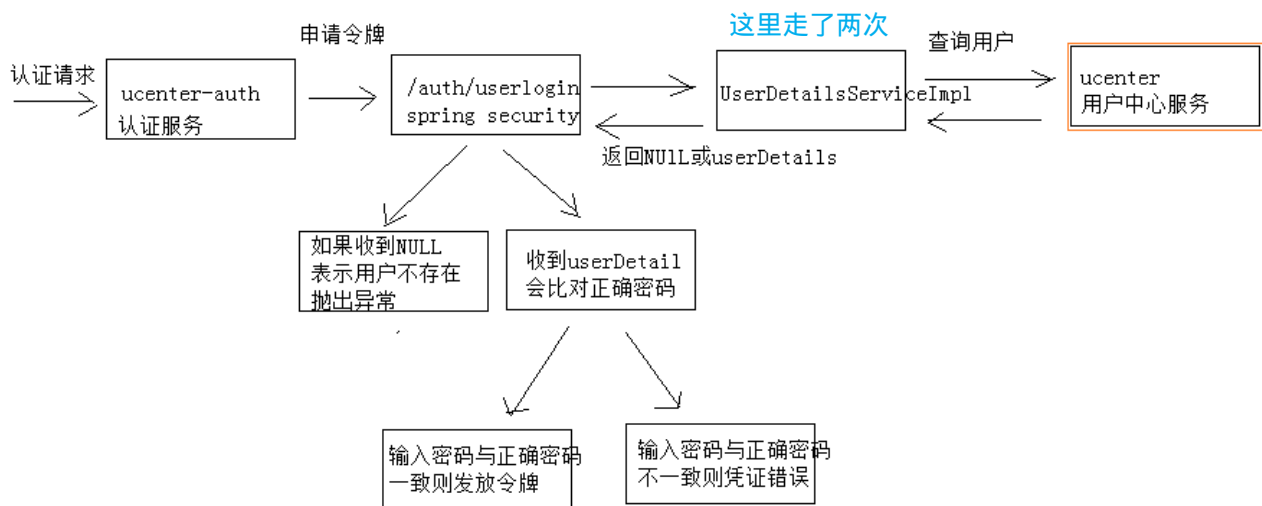 这里走了两次
申请令牌
查询用户
认证请求
ucenter-auth
认证服务
/auth/userlogin
spring security
UserDetailsServiceImpl
ucenter
用户中心服务
返回NUlL或userDetails
如果收到NULL
表示用户不存在
抛出异常
收到userDetail
会比对正确密码
输入密码与正确密码
一致则发放令牌
输入密码与正确密码
不一致则凭证错误